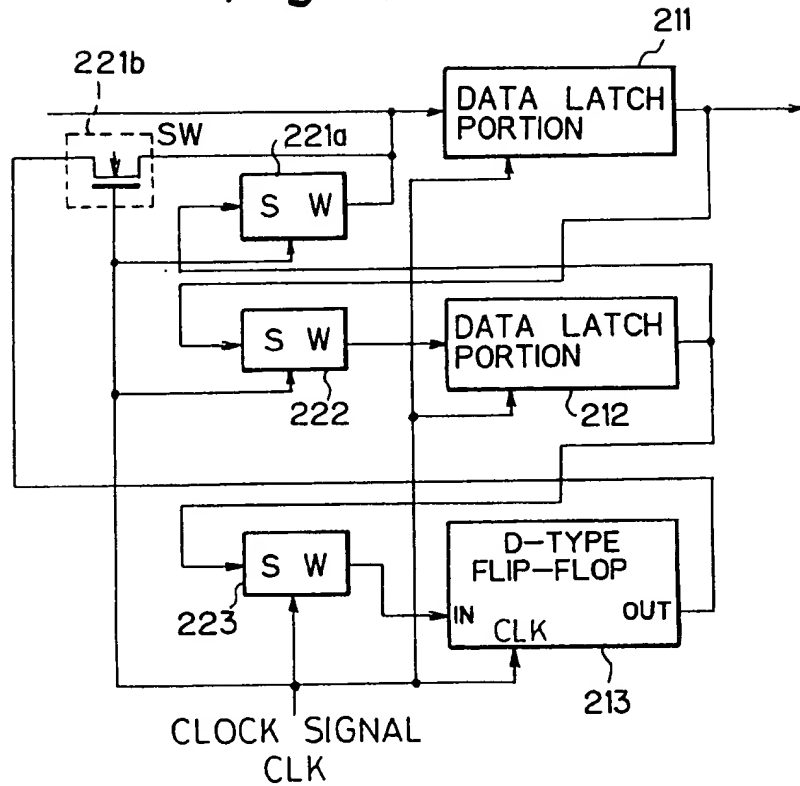 211
221b
SW
221a
DATA LATCH
PORTION
S W
S W
DATA LATCH
PORTION
222
212
S W
D-TYPE
FLIP-FLOP
IN
OUT
CLK
223
213
CLOCK SIGNAL
CLK